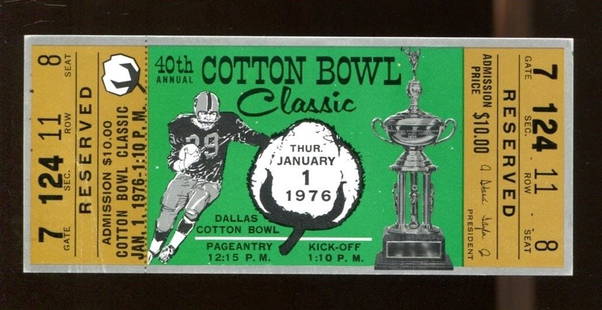 7 124 11 8
GATE SEC. ROW SEAT
RESERVED
ADMISSION $10.00
COTTON BOWL CLASSIC
JAN. 1, 1976-1:10 P. M.
40th
ANNUAL
COTTON BOWL
Classic
39
THUR.
JANUARY
1
1976
DALLAS
COTTON BOWL
PAGEANTRY
12:15 P. M.
KICK-OFF
1:10 P. M.
ADMISSION
PRICE
$10.00
PRESIDENT
RESERVED
GATE
7
124
SEC.
11
ROW
8
SEAT